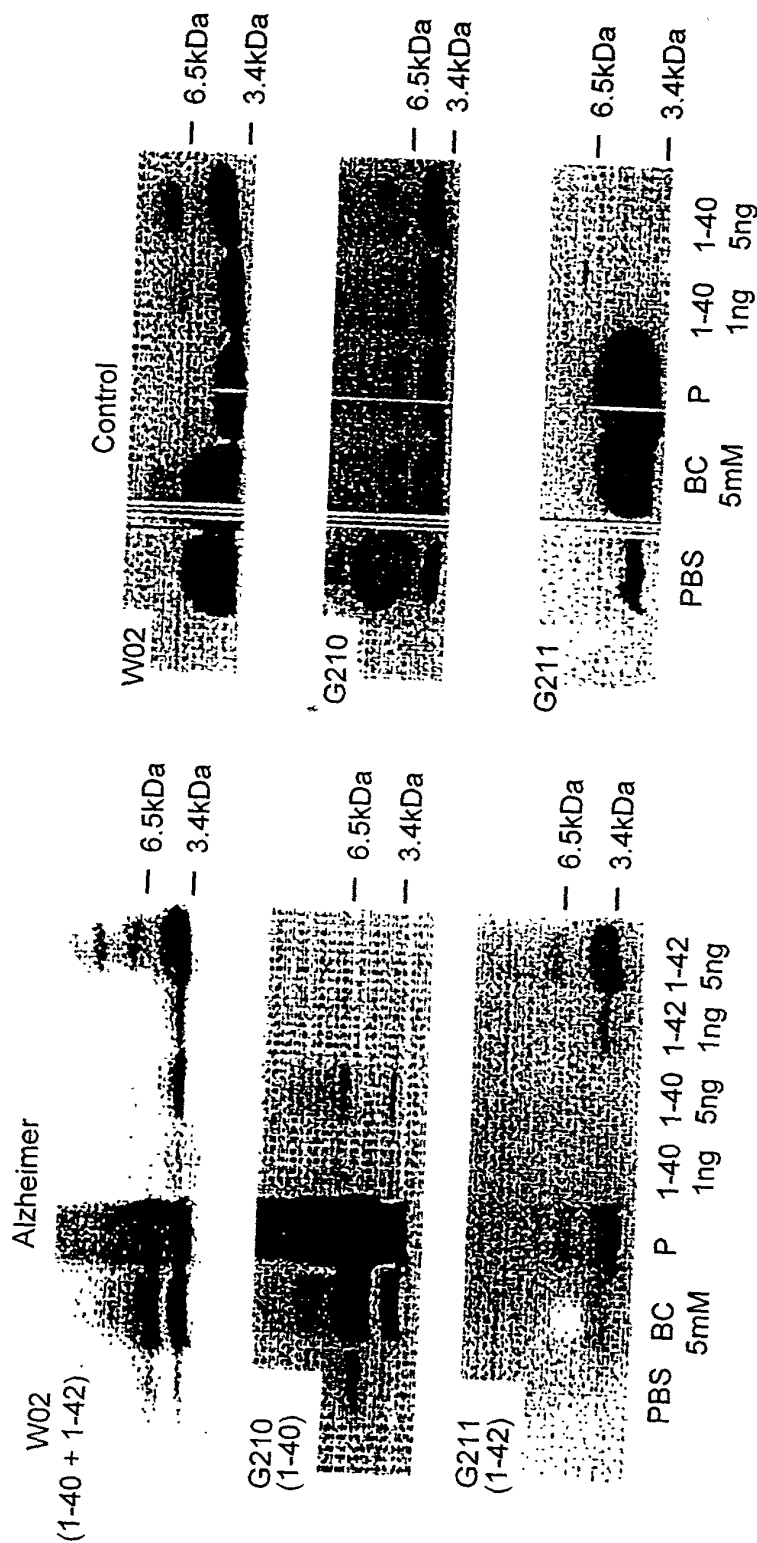 Alzheimer
W02
(1-40 + 1-42)
6.5kDa
3.4kDa
G210
(1-40)
6.5kDa
3.4kDa
G211
(1-42)
6.5kDa
3.4kDa
PBS BC P 1-40 1-40 1-42 1-42
5mM 1ng 5ng 1ng 5ng
Control
W02
6.5kDa
3.4kDa
G210
6.5kDa
3.4kDa
G211
6.5kDa
3.4kDa
PBS BC P 1-40 1-40
5mM 1ng 5ng